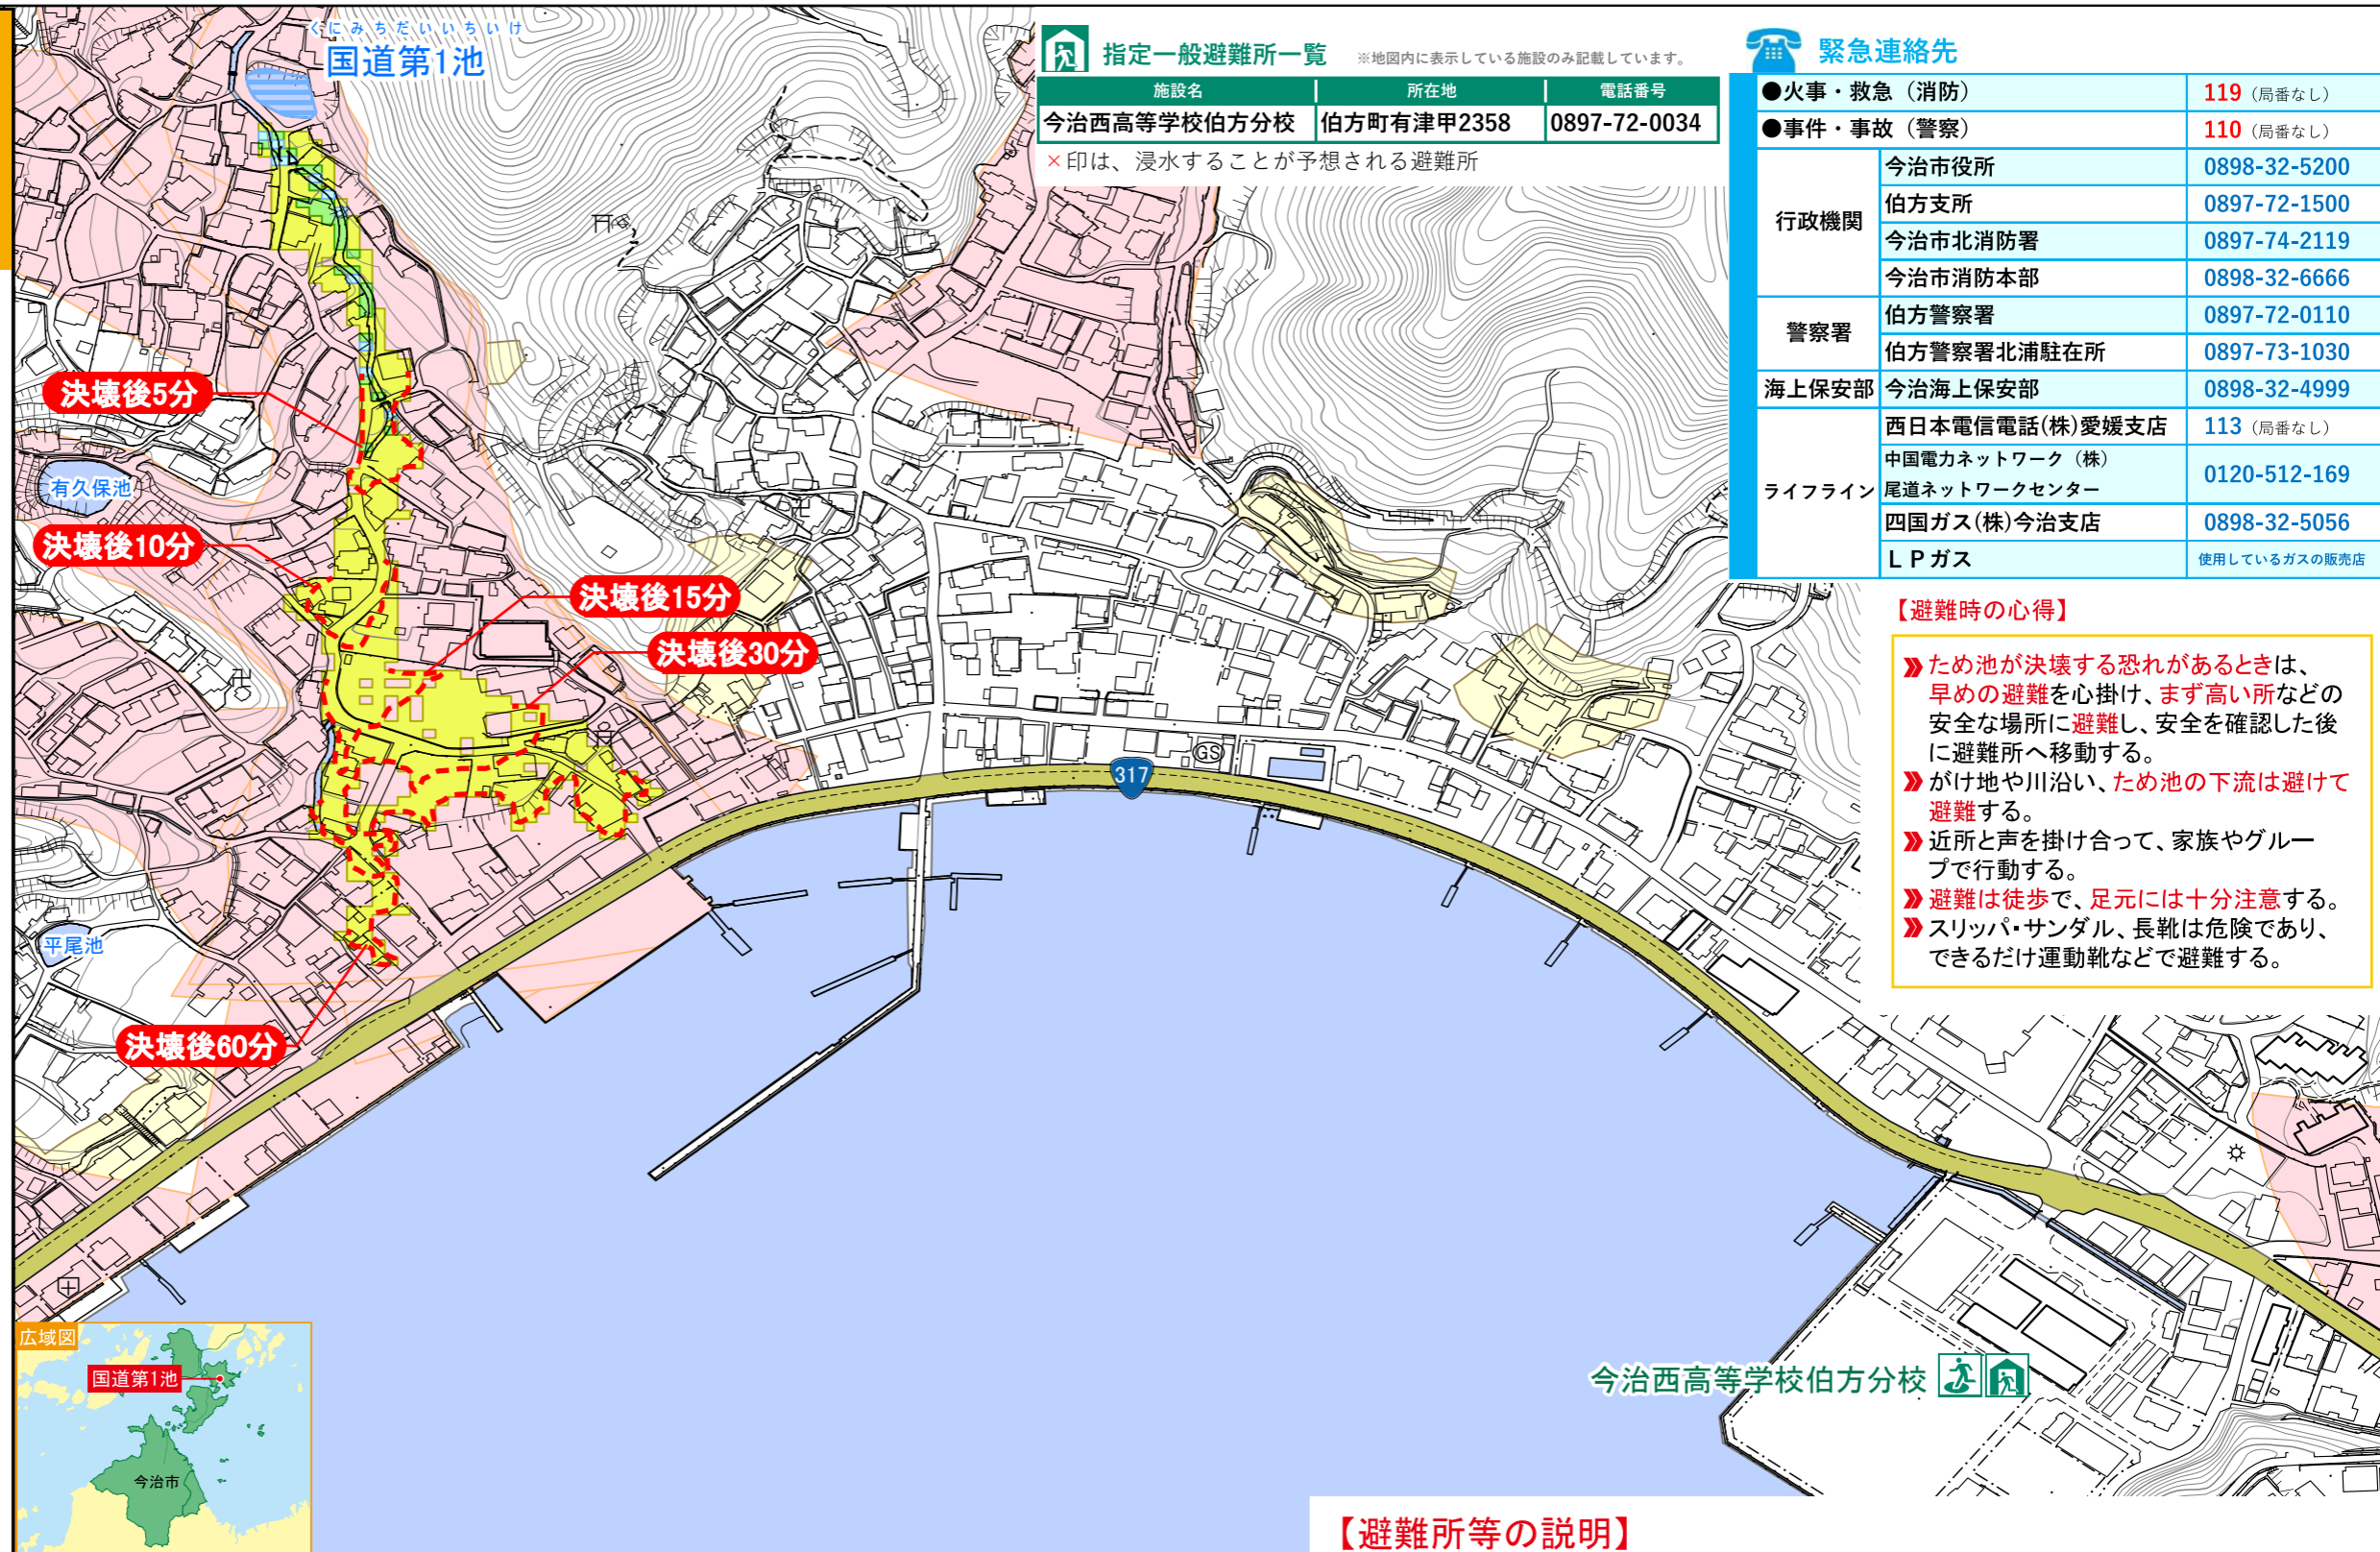 くにみちだいいちいけ
国道第1池
指定一般避難所一覧
※地図内に表示している施設のみ記載しています。
施設名 所在地 電話番号
今治西高等学校伯方分校 伯方町有津甲2358 0897-72-0034
×印は、浸水することが予想される避難所
緊急連絡先
●火事・救急（消防） 119（局番なし）
●事件・事故（警察） 110（局番なし）
行政機関
今治市役所 0898-32-5200
伯方支所 0897-72-1500
今治市北消防署 0897-74-2119
今治市消防本部 0898-32-6666
警察署
伯方警察署 0897-72-0110
伯方警察署北浦駐在所 0897-73-1030
海上保安部 今治海上保安部 0898-32-4999
ライフライン
西日本電信電話(株)愛媛支店 113（局番なし）
中国電力ネットワーク（株）
尾道ネットワークセンター 0120-512-169
四国ガス(株)今治支店 0898-32-5056
ＬＰガス 使用しているガスの販売店
【避難時の心得】
ため池が決壊する恐れがあるときは、
早めの避難を心掛け、まず高い所などの
安全な場所に避難し、安全を確認した後
に避難所へ移動する。
がけ地や川沿い、ため池の下流は避けて
避難する。
近所と声を掛け合って、家族やグルー
プで行動する。
避難は徒歩で、足元には十分注意する。
スリッパ・サンダル、長靴は危険であり、
できるだけ運動靴などで避難する。
決壊後5分
有久保池
決壊後10分
決壊後15分
決壊後30分
GS
317
平尾池
決壊後60分
広域図
国道第1池
今治市
今治西高等学校伯方分校
【避難所等の説明】